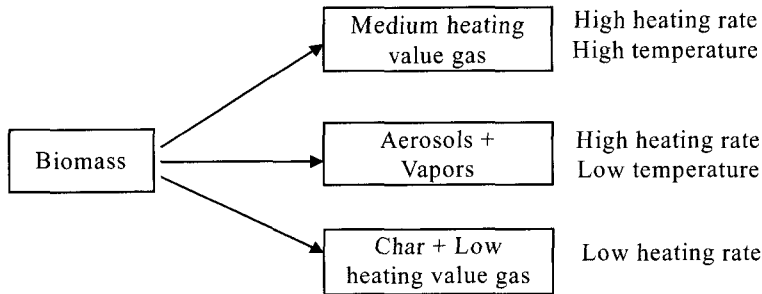 Medium heating
value gas
High heating rate
High temperature
Biomass
Aerosols +
Vapors
High heating rate
Low temperature
Char + Low
heating value gas
Low heating rate